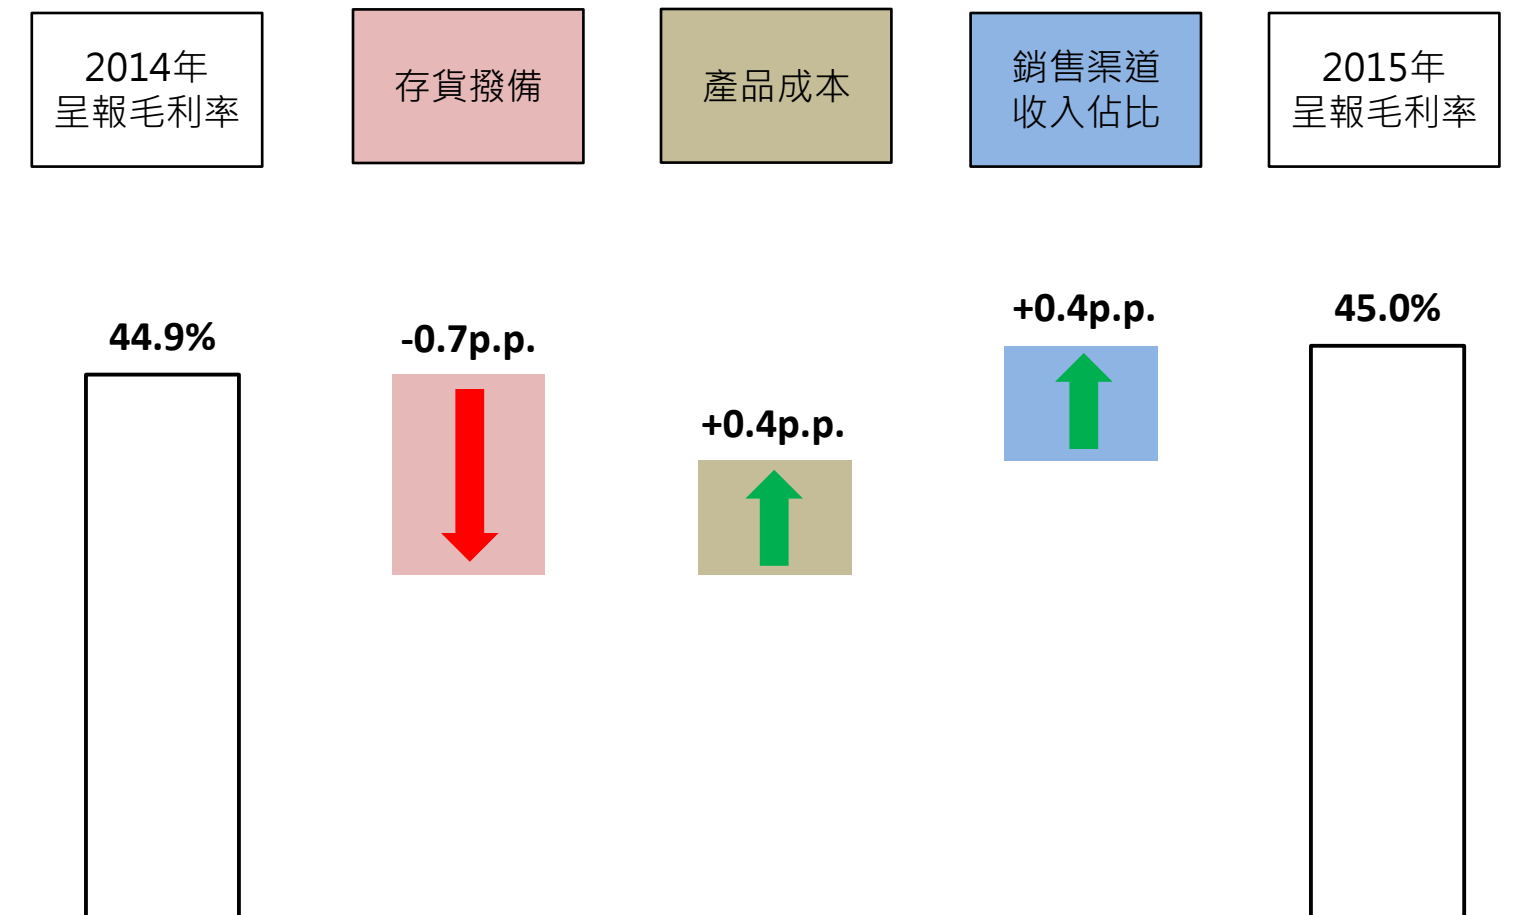 2014年
呈報毛利率
存貨撥備
產品成本
銷售渠道
收入佔比
2015年
呈報毛利率
44.9%
-0.7p.p.
+0.4p.p.
+0.4p.p.
45.0%